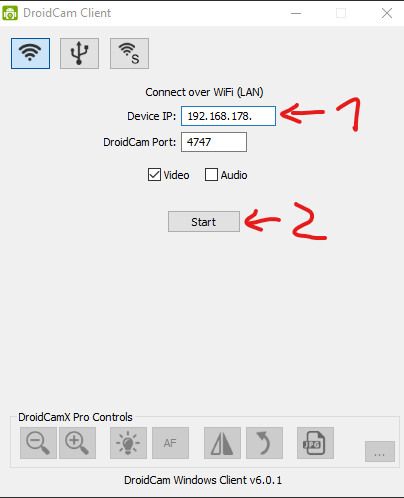 DroidCam Client
S
Connect over WiFi (LAN)
Device IP: 192.168.178. 1
DroidCam Port: 4747
Video Audio
Start 2
DroidCamX Pro Controls
AF
JPG
...
DroidCam Windows Client v6.0.1